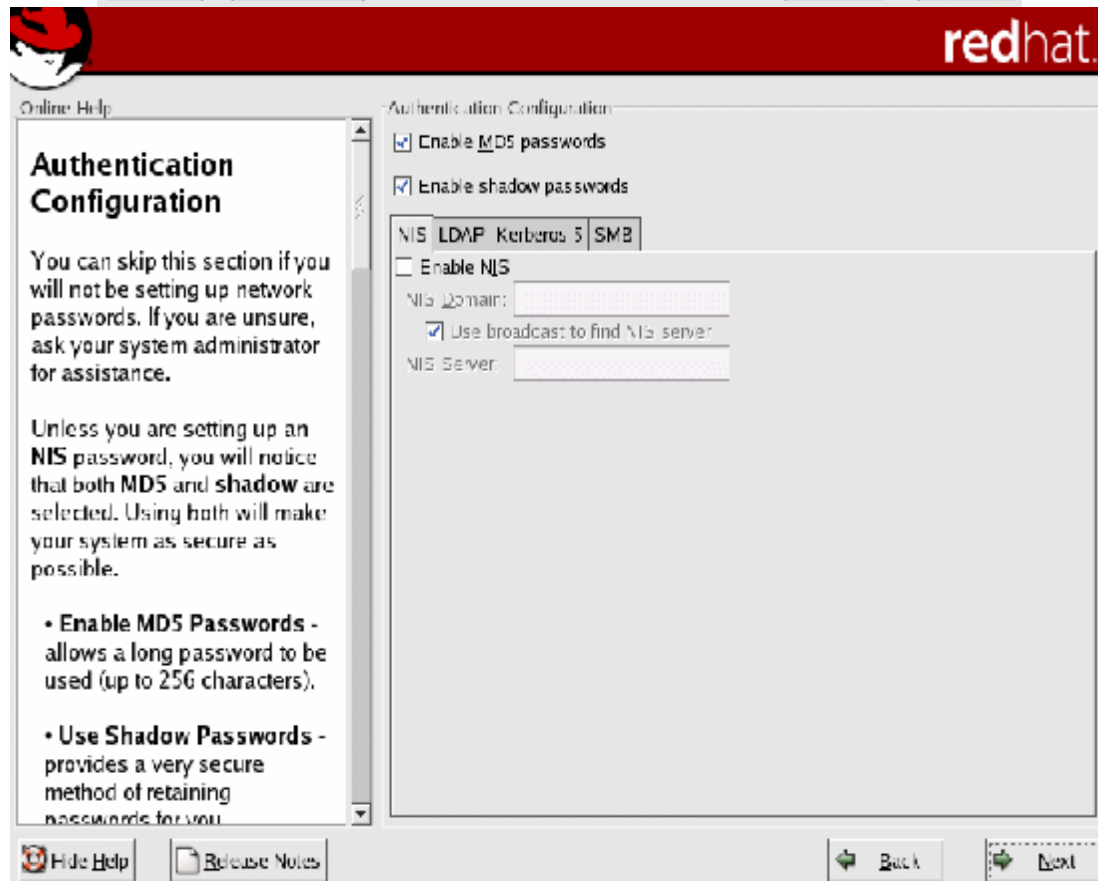 redhat.
Online Help
Authentication
Configuration
You can skip this section if you
will not be setting up network
passwords. If you are unsure,
ask your system administrator
for assistance.
Unless you are setting up an
NIS password, you will notice
that both MD5 and shadow are
selected. Using both will make
your system as secure as
possible.
• Enable MD5 Passwords -
allows a long password to be
used (up to 256 characters).
• Use Shadow Passwords -
provides a very secure
method of retaining
passwords for you
Authentication Configuration
Enable MD5 passwords
Enable shadow passwords
NIS LDAP Kerberos 5 SMB
Enable NIS
NIS Domain:
Use broadcast to find NIS server
NIS Server:
Hide Help Release Notes Back Next